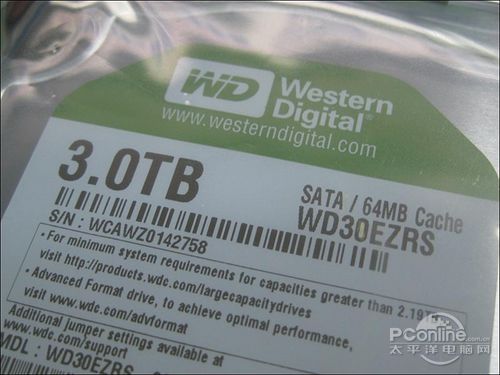 WD Western Digital®
www.westerndigital.com
3.0TB
SATA / 64MB Cache
WD30EZRS
S/N : WCAWZ0142758
• For minimum system requirements for capacities greater than 2.19T
visit http://products.wdc.com/largecapacitydrives
• Advanced Format drive, to achieve optimal performance,
visit www.wdc.com/advformat
Additional jumper settings available at
www.wdc.com/support
MDL : WD30EZRS
PConline.com.cn
太平洋电脑网